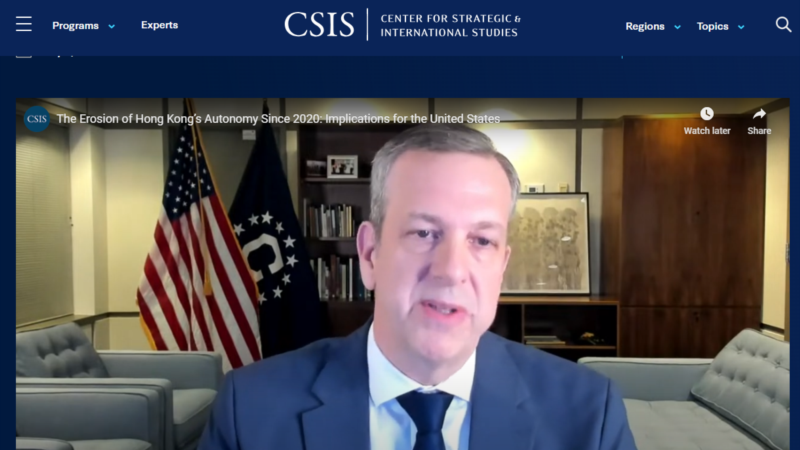 Programs
Experts
CSIS
CENTER FOR STRATEGIC &
INTERNATIONAL STUDIES
Regions
Topics
CSIS
The Erosion of Hong Kong's Autonomy Since 2020: Implications for the United States
Watch later
Share